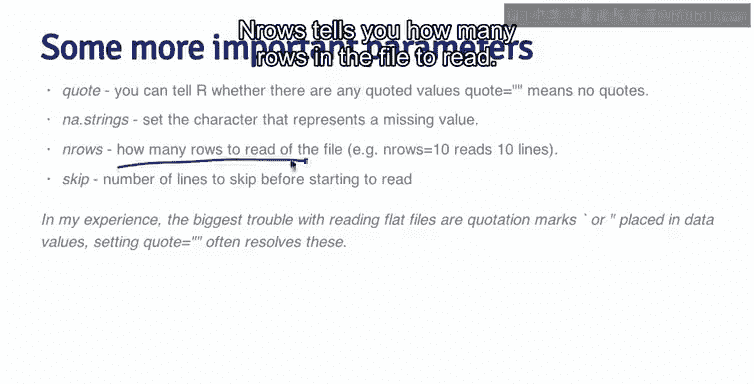 Some more important parameters
Nrows tells you how many
rows in the file to read.
· quote - you can tell R whether there are any quoted values quote="" means no quotes.
· na.strings - set the character that represents a missing value.
· nrows - how many rows to read of the file (e.g. nrows=10 reads 10 lines).
· skip - number of lines to skip before starting to read
In my experience, the biggest trouble with reading flat files are quotation marks ` or " placed in data
values, setting quote="" often resolves these.